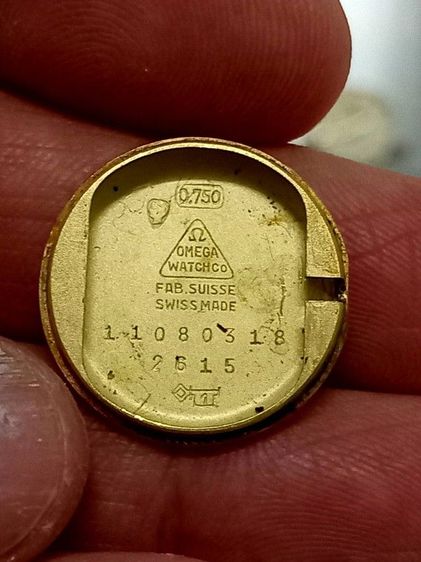 0.750
Ω
OMEGA
WATCH CO
FAB. SUISSE
SWISS MADE
11080318
2615